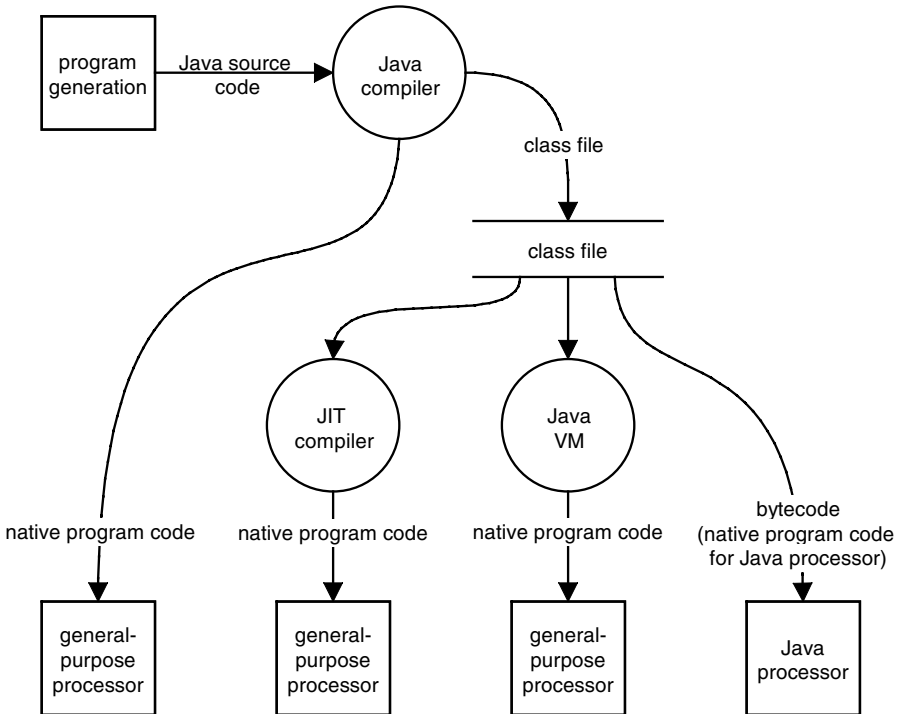 program
generation
Java source
code
Java
compiler
class file
class file
JIT
compiler
Java
VM
native program code
native program code
native program code
bytecode
(native program code
for Java processor)
general-
purpose
processor
general-
purpose
processor
general-
purpose
processor
Java
processor